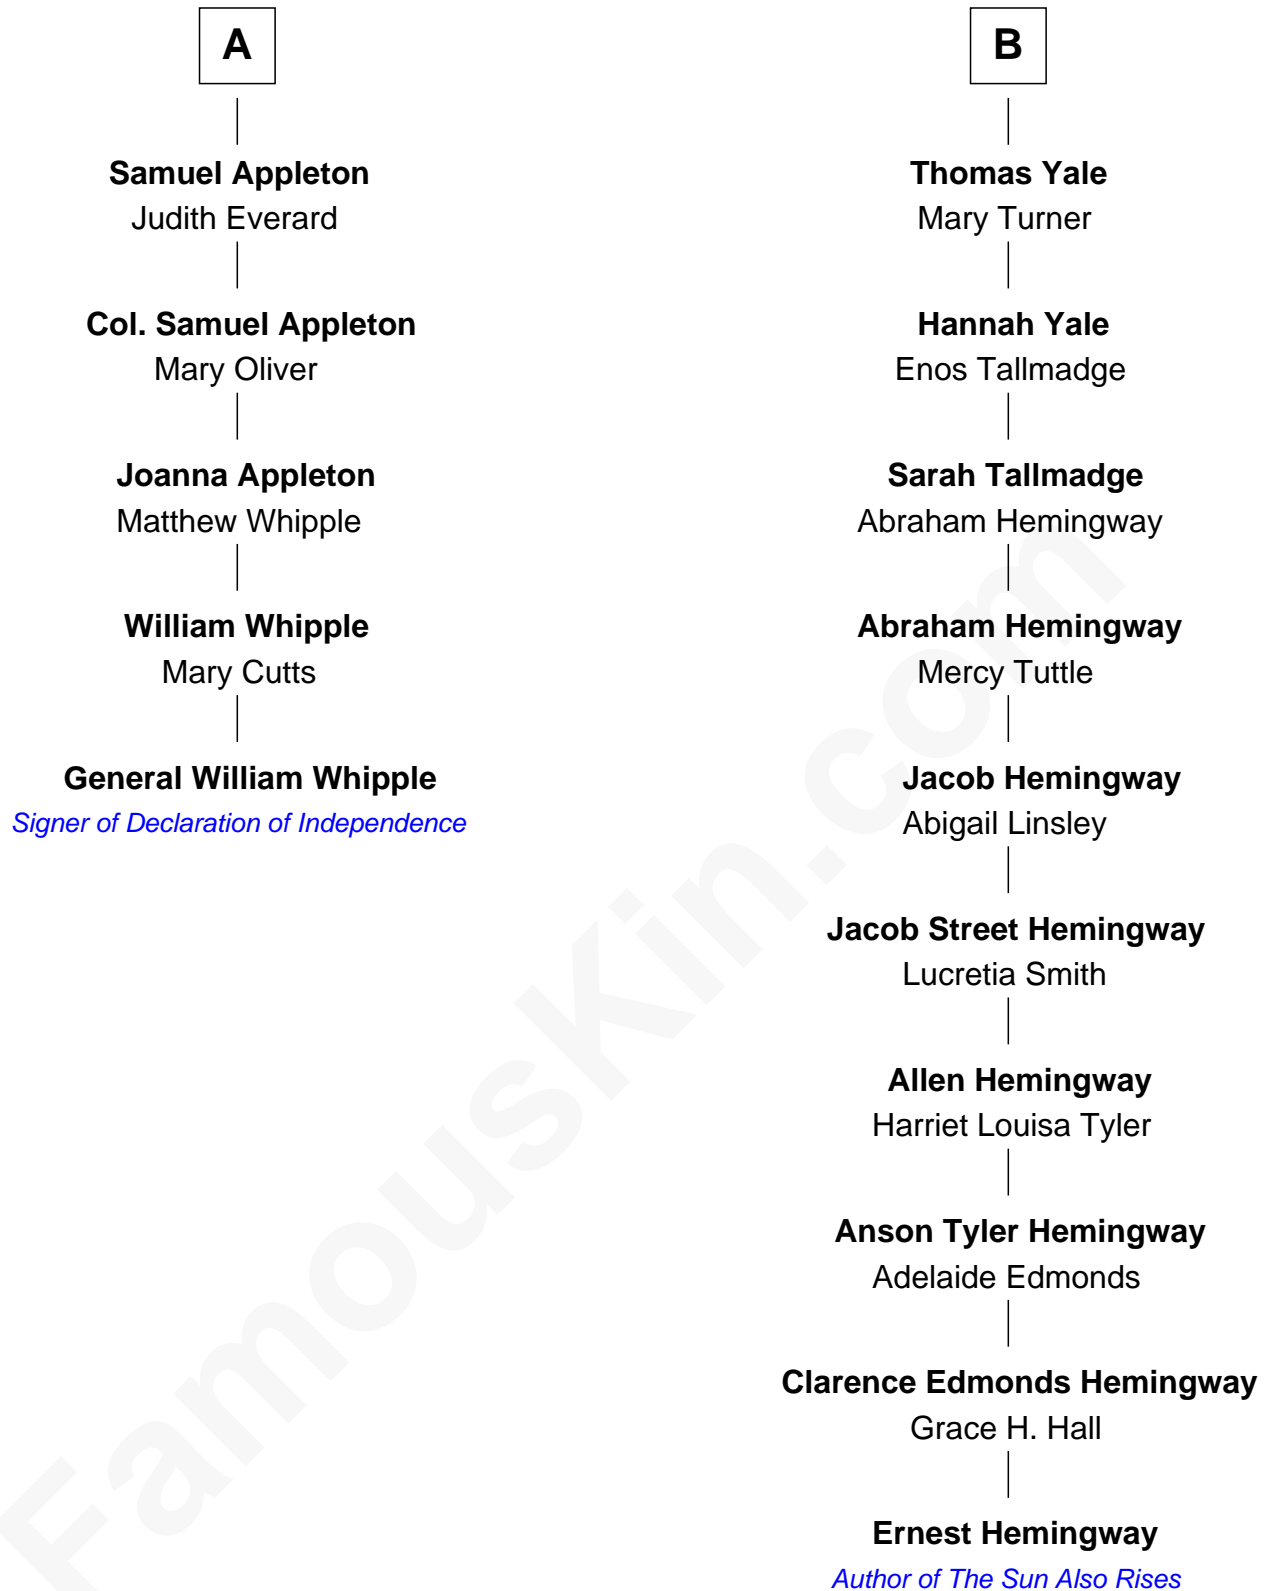 A
Samuel Appleton
Judith Everard
Col. Samuel Appleton
Mary Oliver
Joanna Appleton
Matthew Whipple
William Whipple
Mary Cutts
General William Whipple
Signer of Declaration of Independence
B
Thomas Yale
Mary Turner
Hannah Yale
Enos Tallmadge
Sarah Tallmadge
Abraham Hemingway
Abraham Hemingway
Mercy Tuttle
Jacob Hemingway
Abigail Linsley
Jacob Street Hemingway
Lucretia Smith
Allen Hemingway
Harriet Louisa Tyler
Anson Tyler Hemingway
Adelaide Edmonds
Clarence Edmonds Hemingway
Grace H. Hall
Ernest Hemingway
Author of The Sun Also Rises
FamousKin.com